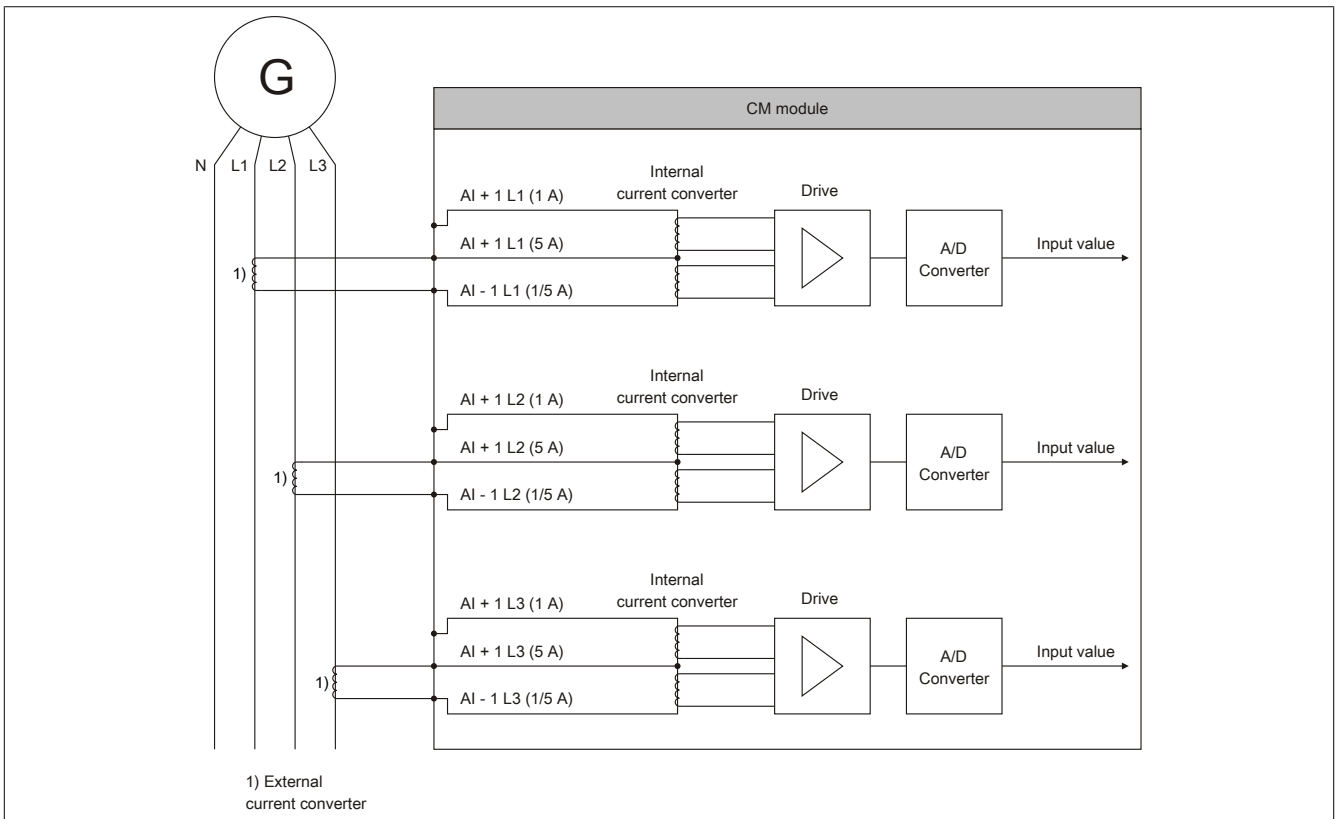 G
CM module
N L1 L2 L3
Internal
current converter
Drive
AI + 1 L1 (1 A)
AI + 1 L1 (5 A)
AI - 1 L1 (1/5 A)
A/D
Converter
Input value
1)
Internal
current converter
Drive
AI + 1 L2 (1 A)
AI + 1 L2 (5 A)
AI - 1 L2 (1/5 A)
A/D
Converter
Input value
1)
Internal
current converter
Drive
AI + 1 L3 (1 A)
AI + 1 L3 (5 A)
AI - 1 L3 (1/5 A)
A/D
Converter
Input value
1)
1) External
current converter